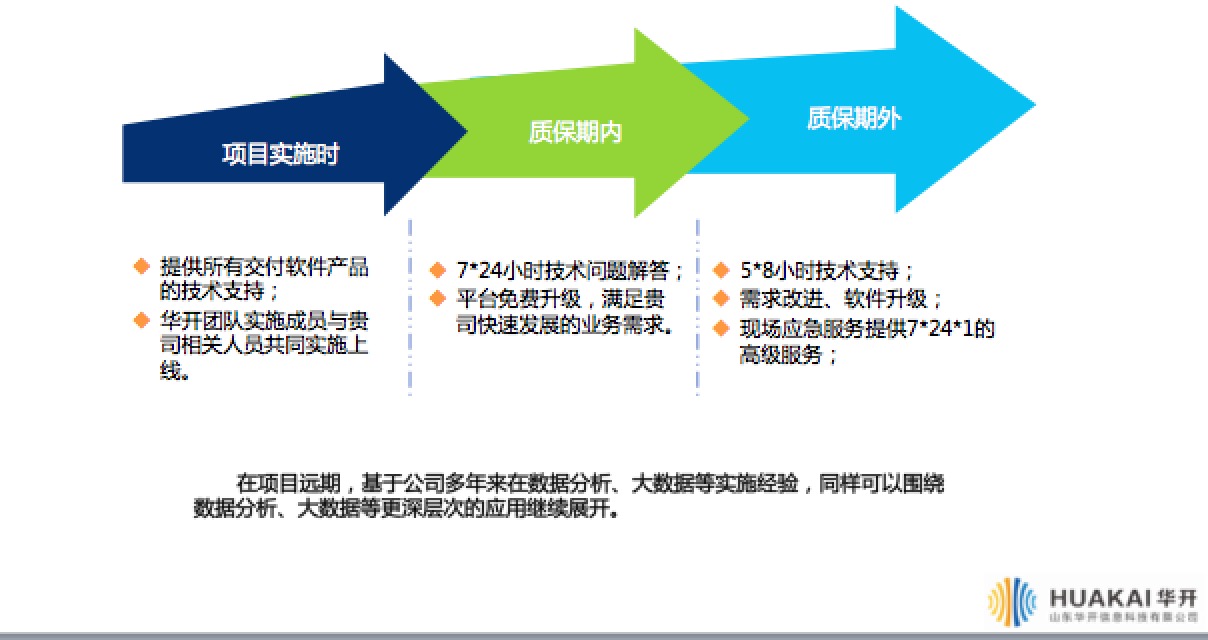 项目实施时
质保期内
质保期外
提供所有交付软件产品
的技术支持；
华开团队实施成员与贵
司相关人员共同实施上
线。
7*24小时技术问题解答；
平台免费升级，满足贵
司快速发展的业务需求。
5*8小时技术支持；
需求改进、软件升级；
现场应急服务提供7*24*1的
高级服务；
在项目远期，基于公司多年来在数据分析、大数据等实施经验，同样可以围绕
数据分析、大数据等更深层次的应用继续展开。
HUAKAI 华开
山东华开信息科技有限公司